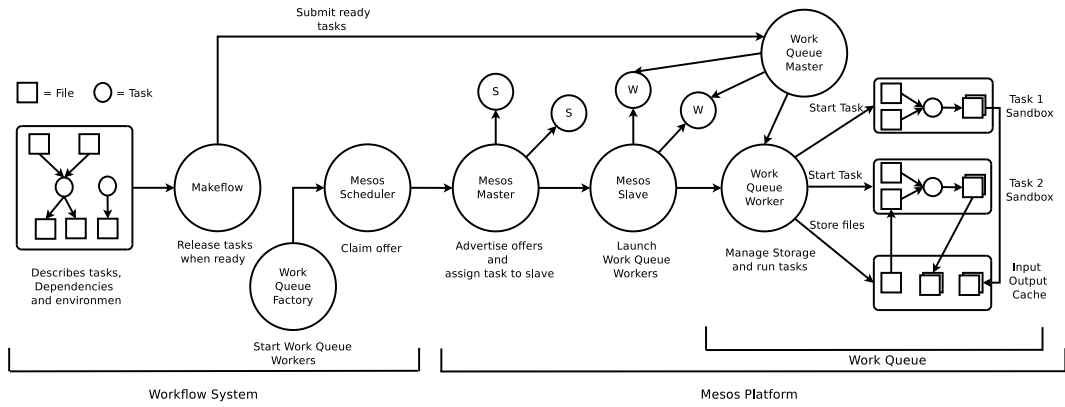 Submit ready
tasks
Work
Queue
Master
= File
= Task
S
S
W
W
Start Task
Task 1
Sandbox
Makeflow
Mesos
Scheduler
Mesos
Master
Mesos
Slave
Work
Queue
Worker
Start Task
Task 2
Sandbox
Store files
Release tasks
when ready
Claim offer
Advertise offers
and
assign task to slave
Launch
Work Queue
Workers
Manage Storage
and run tasks
Describes tasks,
Dependencies
and environmen
Work
Queue
Factory
Input
Output
Cache
Start Work Queue
Workers
Work Queue
Workflow System
Mesos Platform